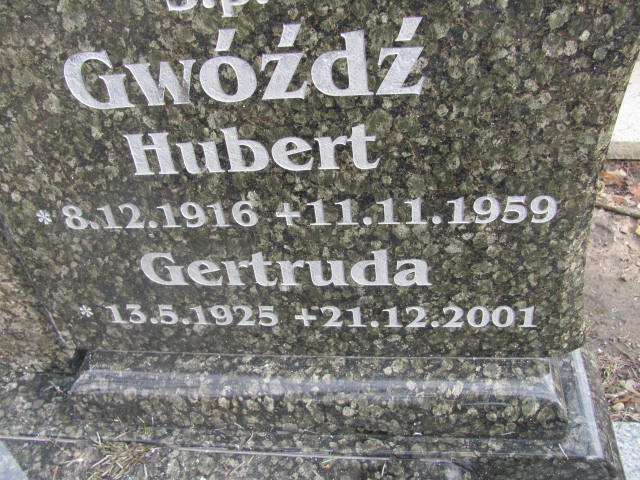 Ś.p.
Gwóźdź
Hubert
* 8.12.1916 +11.11.1959
Gertruda
* 13.5.1925 +21.12.2001